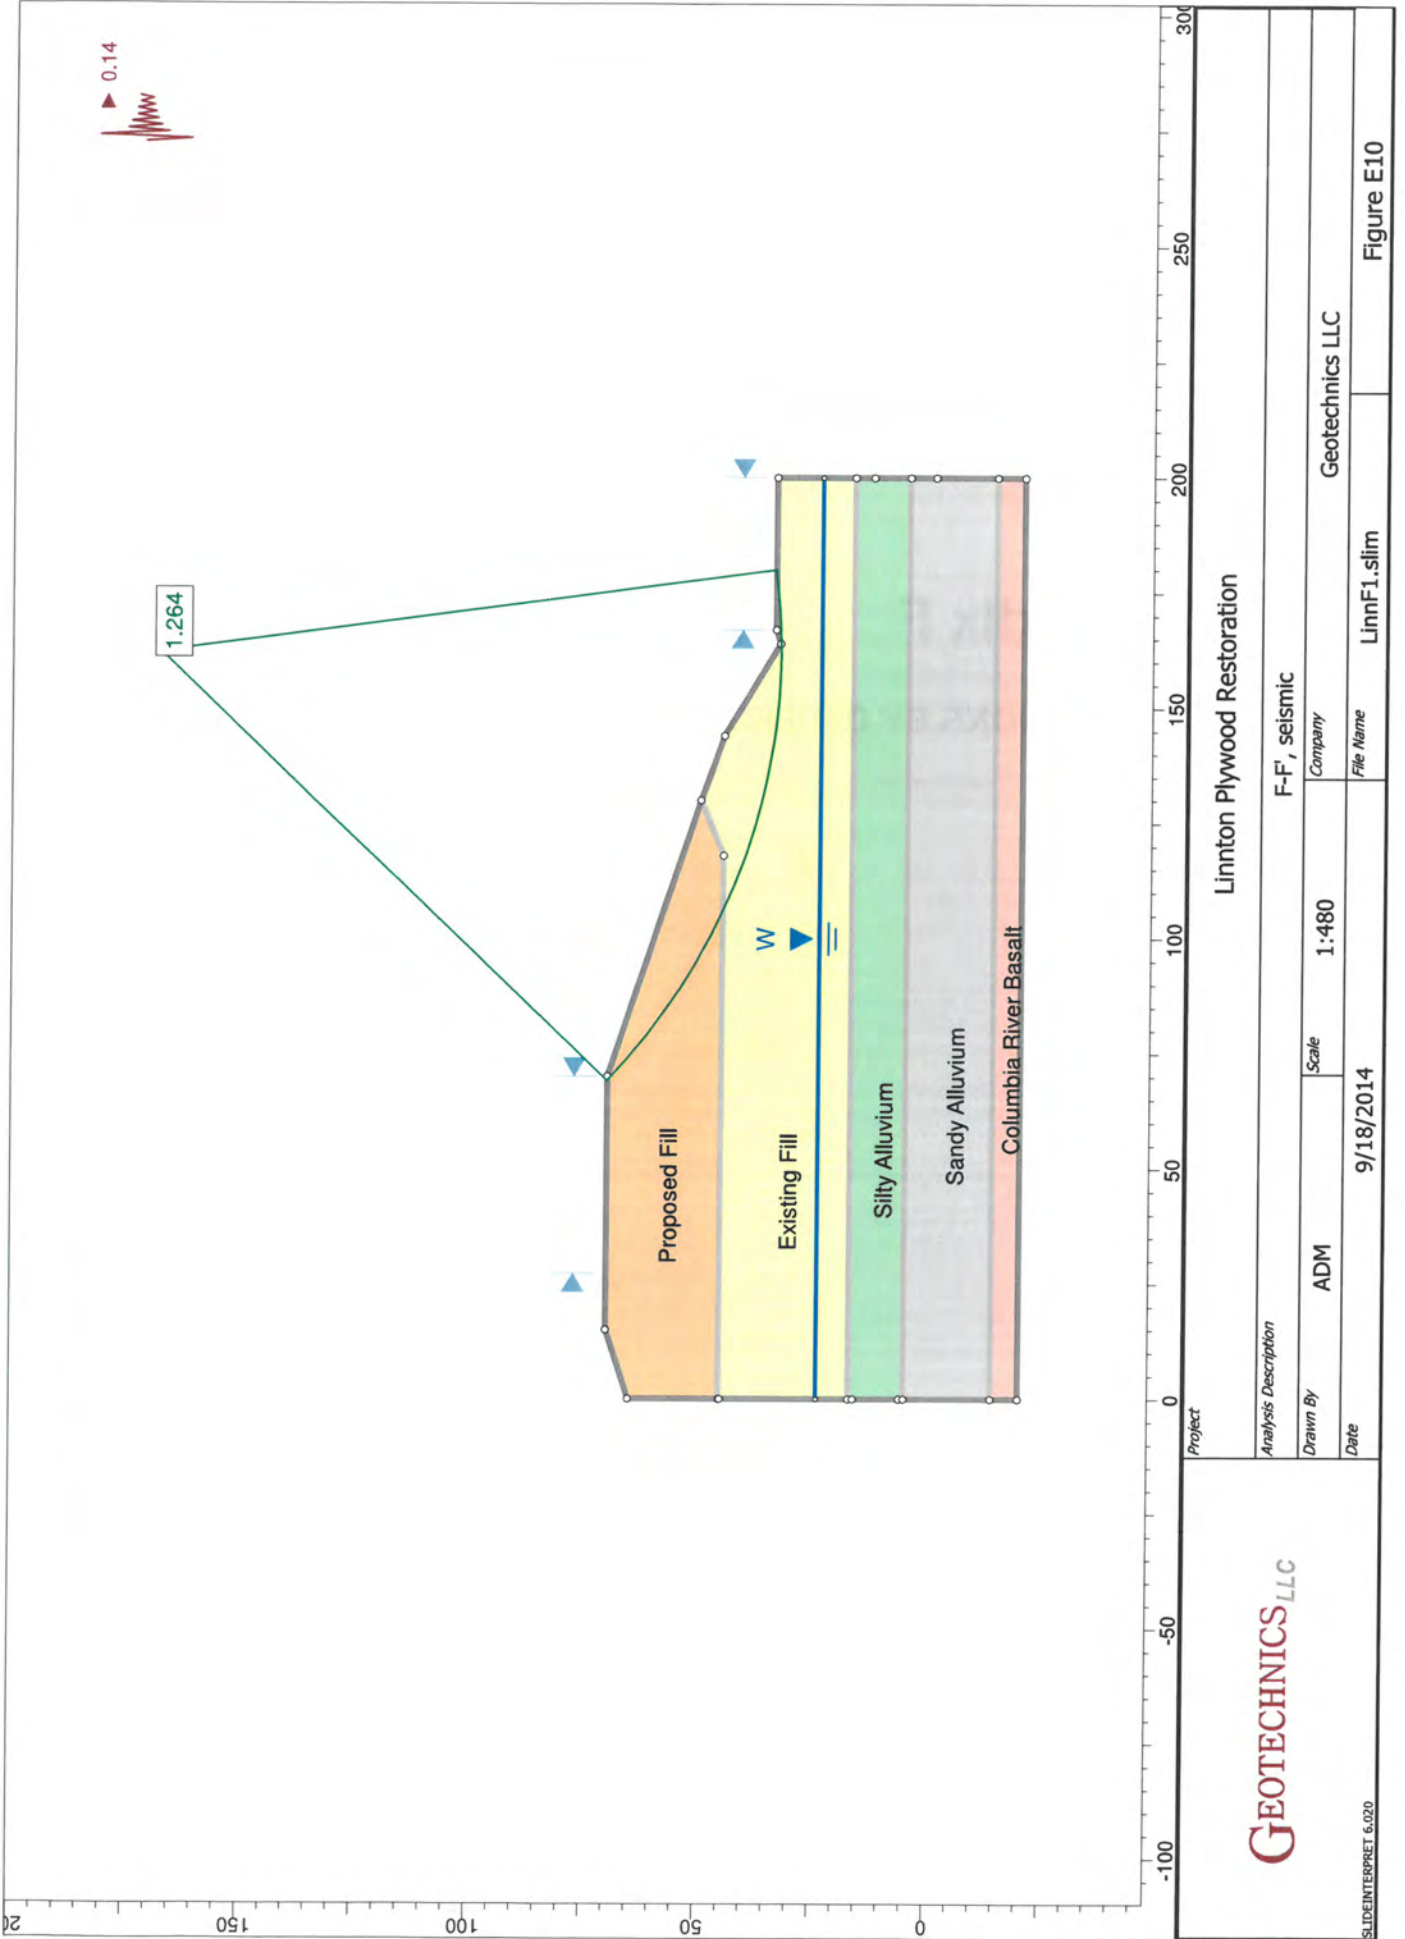 0.14
1.264
W
Proposed Fill
Existing Fill
Silty Alluvium
Sandy Alluvium
Columbia River Basalt
150
100
50
0
-100
-50
0
50
100
150
200
250
300
GEOTECHNICS LLC
SLIDEINTERPRET 6.020
Project
Linnton Plywood Restoration
Analysis Description
F-F', seismic
Drawn By
ADM
Scale
1:480
Company
Geotechnics LLC
Date
9/18/2014
File Name
LinnF1.slim
Figure E10